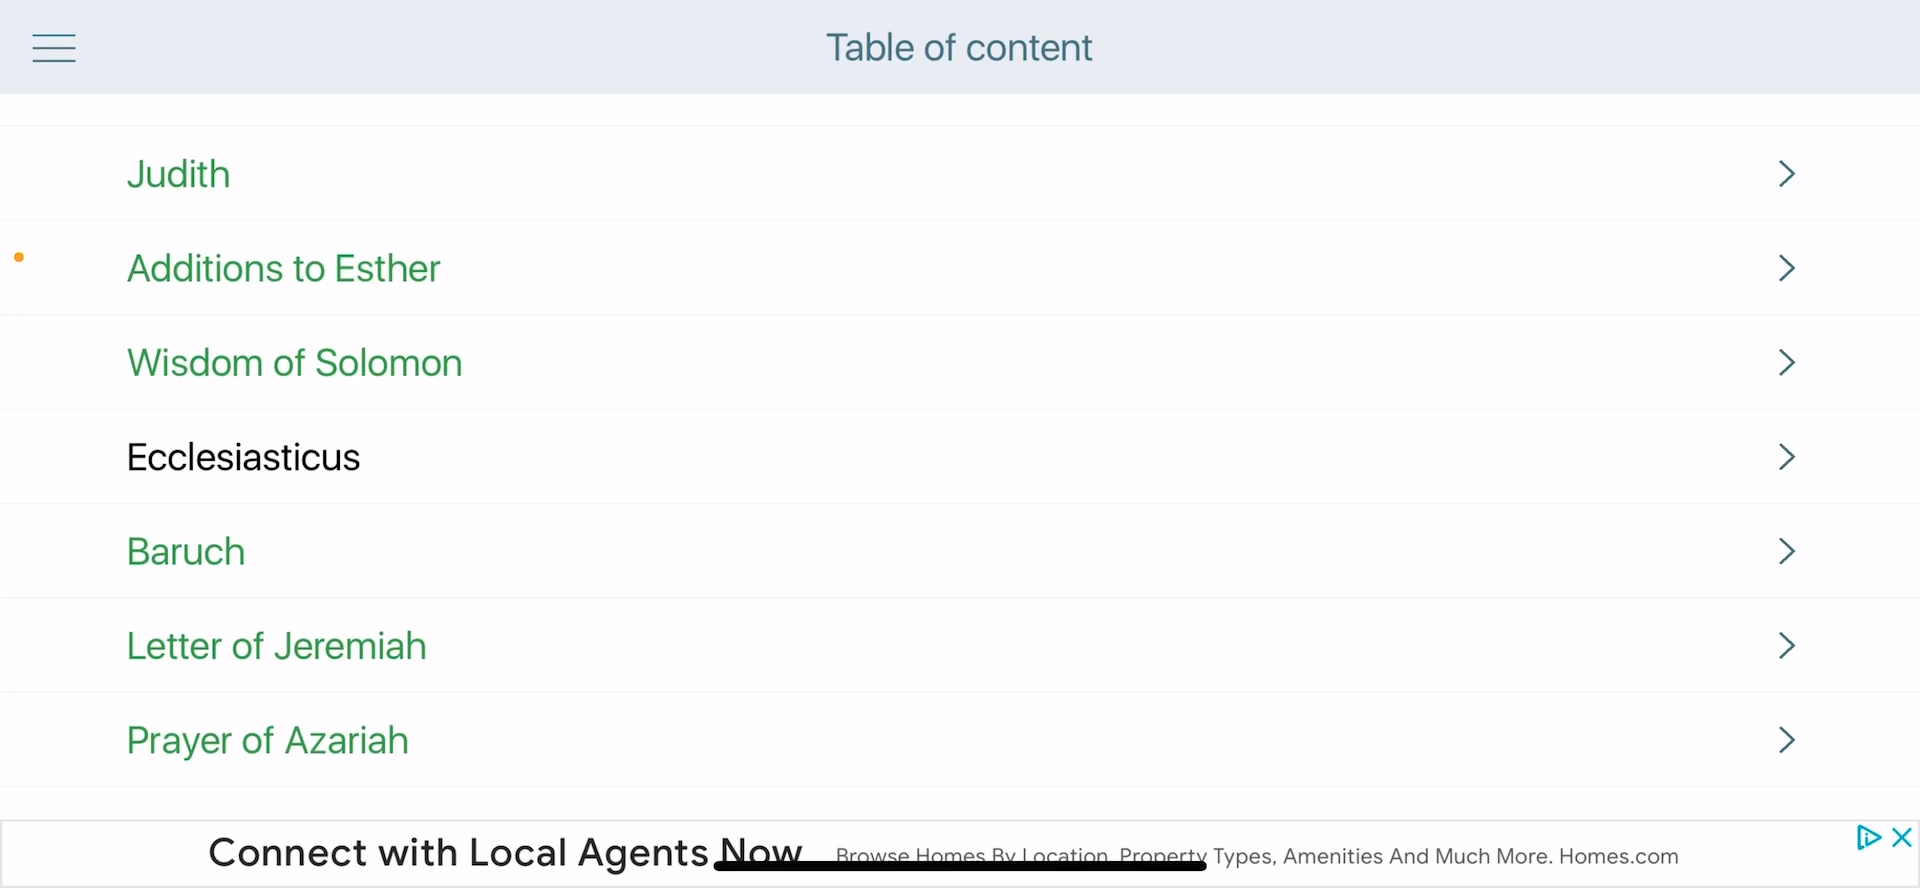 Table of content
Judith
Additions to Esther
Wisdom of Solomon
Ecclesiasticus
Baruch
Letter of Jeremiah
Prayer of Azariah
Connect with Local Agents Now
Browse Homes By Location, Property Types, Amenities And Much More. Homes.com